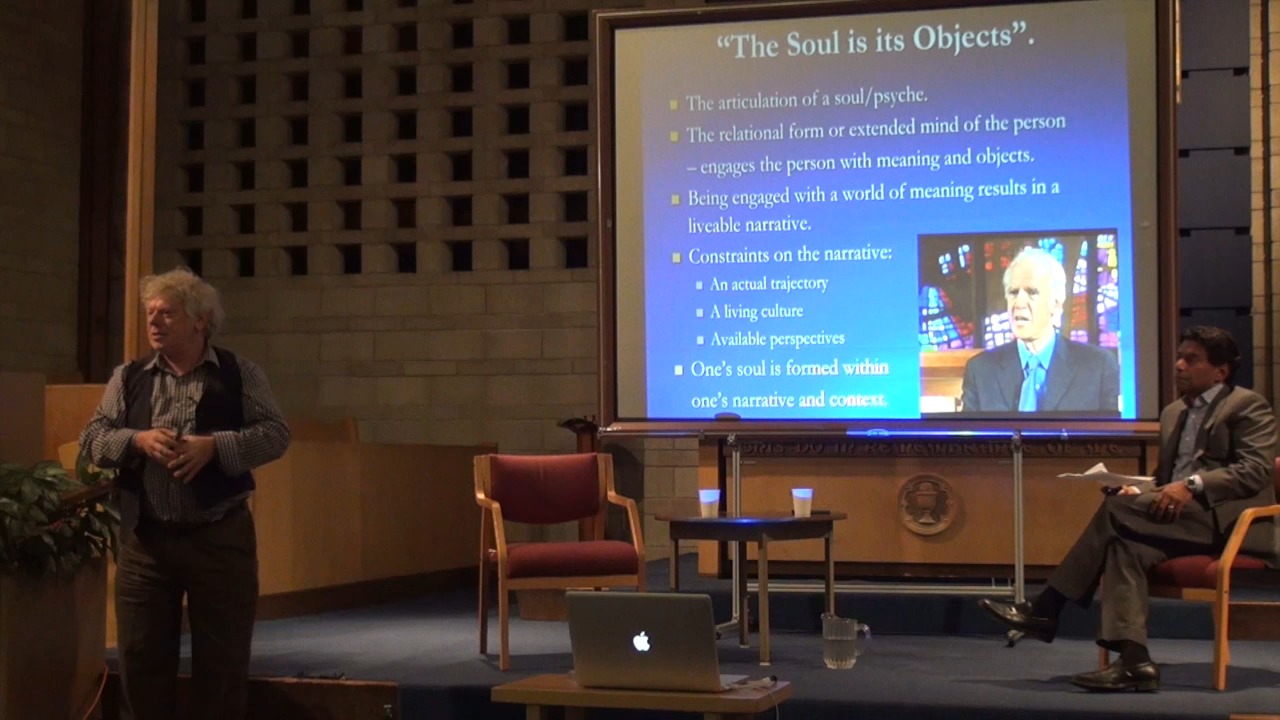 “The Soul is its Objects”.
The articulation of a soul/psyche.
The relational form or extended mind of the person
– engages the person with meaning and objects.
Being engaged with a world of meaning results in a
liveable narrative.
Constraints on the narrative:
An actual trajectory
A living culture
Available perspectives
One’s soul is formed within
one’s narrative and context.